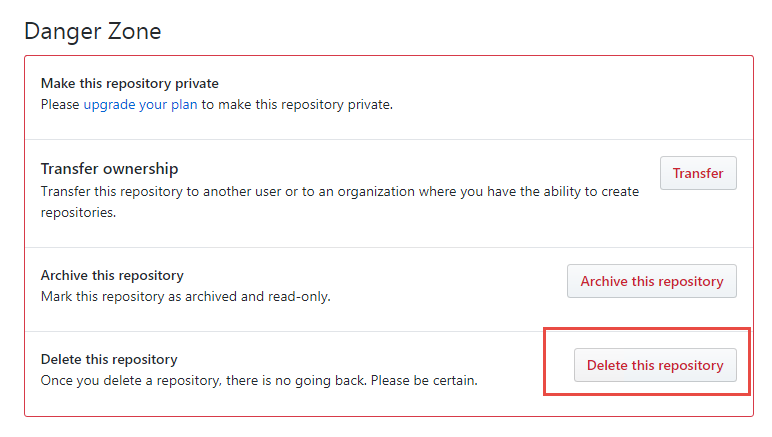 Danger Zone
Make this repository private
Please upgrade your plan to make this repository private.
Transfer ownership
Transfer
Transfer this repository to another user or to an organization where you have the ability to create
repositories.
Archive this repository
Archive this repository
Mark this repository as archived and read-only.
Delete this repository
Delete this repository
Once you delete a repository, there is no going back. Please be certain.